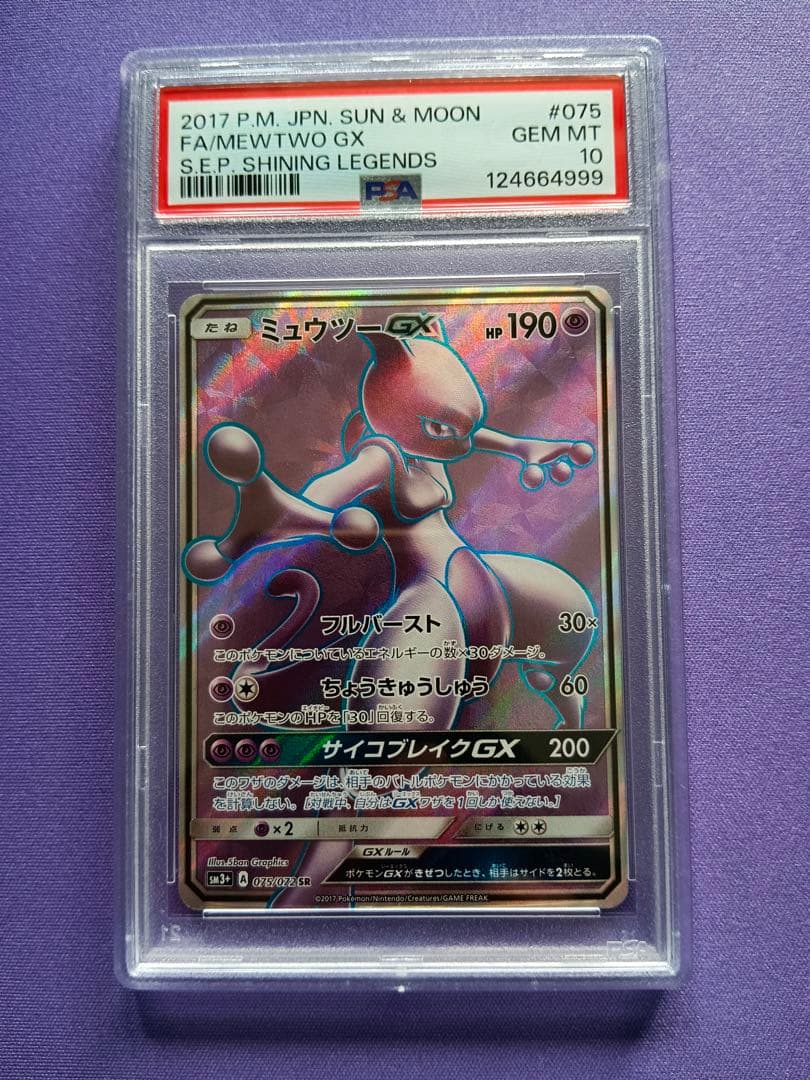 2017 P.M. JPN. SUN & MOON #075
FA/MEWTWO GX GEM MT
S.E.P. SHINING LEGENDS 10
PSA 124664999
たね ミュウツーGX HP 190
フルバースト 30×
このポケモンについているエネルギーの数×30ダメージ。
ちょうきゅうしゅう 60
このポケモンのHPを「30」回復する。
サイコブレイクGX 200
このワザのダメージは、相手のバトルポケモンにかかっている効果
を計算しない。[対戦中、自分はGXワザを1回しか使えない。]
弱点 ×2 抵抗力 にげる
GXルール
Illus. 5ban Graphics
ポケモンGXがきぜつしたとき、相手はサイドを2枚とる。
SM3+ A 075/072 SR
©2017 Pokémon/Nintendo/Creatures/GAME FREAK